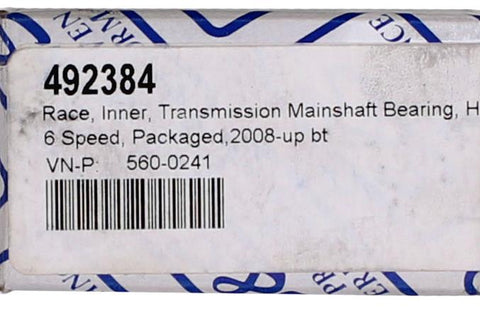 492384
Race, Inner, Transmission Mainshaft Bearing, H
6 Speed, Packaged,2008-up bt
VN-P: 560-0241